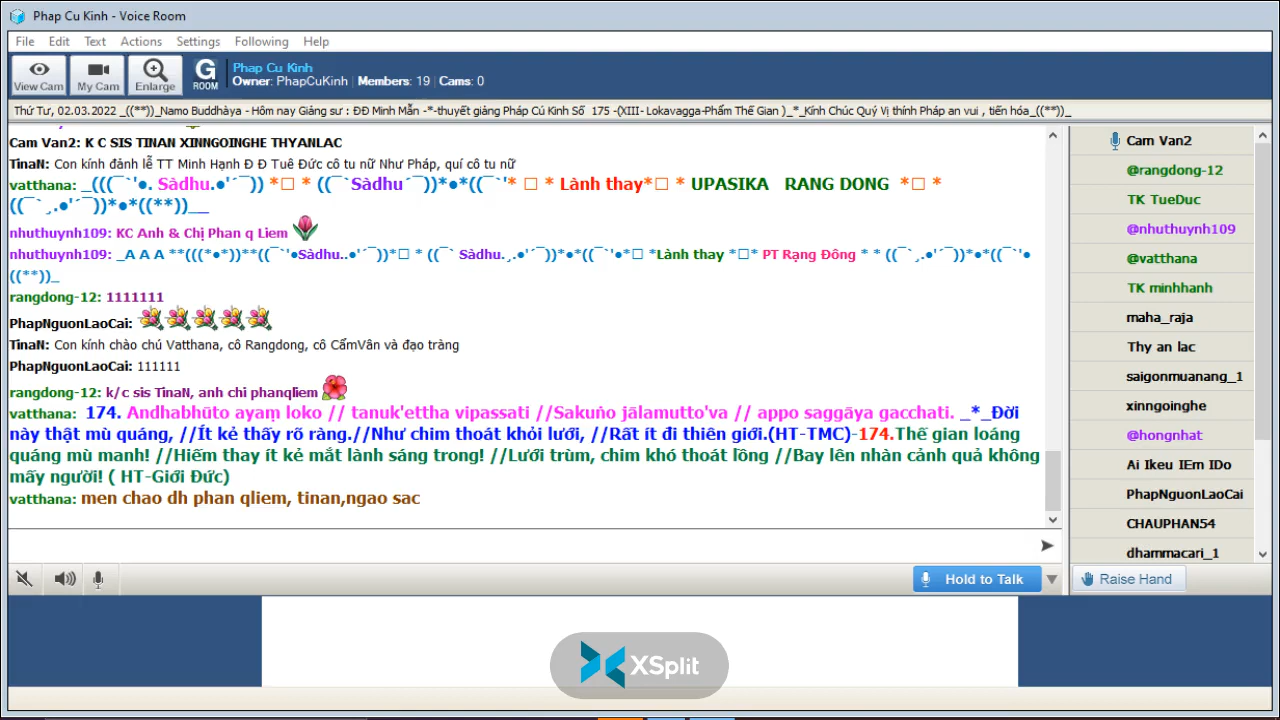 Phap Cu Kinh - Voice Room
File Edit Text Actions Settings Following Help
View Cam My Cam Enlarge G ROOM
Phap Cu Kinh
Owner: PhapCuKinh | Members: 19 | Cams: 0
Thứ Tư, 02.03.2022 _((**))_Namo Buddhàya - Hôm nay Giảng sư : ĐĐ Minh Mẫn -*-thuyết giảng Pháp Cú Kinh Số 175 -(XIII- Lokavagga-Phẩm Thế Gian )_*_Kính Chúc Quý Vị thính Pháp an vui , tiến hóa_((**))_
Cam Van2: K C SIS TINAN XINNGOINGHE THYANLAC
TinaN: Con kính đảnh lễ TT Minh Hạnh Đ Đ Tuê Đức cô tu nữ Như Pháp, quí cô tu nữ
vatthana: _(((¯`'●. Sàdhu.●'´¯)) *□ * ((¯`Sàdhu´¯))*●*((¯`'* □ * Lành thay*□ * UPASIKA RANG DONG *□ *
((¯`¸.●'´¯))*●*((**))__
nhuthuynh109: KC Anh & Chị Phan q Liem
nhuthuynh109: _A A A **(((*●*))**((¯`'●Sàdhu..●'´¯))*□ * ((¯` Sàdhu.¸.●'´¯))*●*((¯`'●*□ *Lành thay *□* PT Rạng Đông * * ((¯`¸.●'´¯))*●*((¯`'●
((**))_
rangdong-12: 1111111
PhapNguonLaoCai:
TinaN: Con kính chào chú Vatthana, cô Rangdong, cô CẩmVân và đạo tràng
PhapNguonLaoCai: 111111
rangdong-12: k/c sis TinaN, anh chi phanqliem
vatthana: 174. Andhabhūto ayaṃ loko // tanuk'ettha vipassati //Sakuṅo jālamutto'va // appo saggāya gacchati. _*_Đời
này thật mù quáng, //Ít kẻ thấy rõ ràng.//Như chim thoát khỏi lưới, //Rất ít đi thiên giới.(HT-TMC)-174.Thế gian loáng
quáng mù manh! //Hiếm thay ít kẻ mắt lành sáng trong! //Lưới trùm, chim khó thoát lồng //Bay lên nhàn cảnh quả không
mấy người! ( HT-Giới Đức)
vatthana: men chao dh phan qliem, tinan,ngao sac
Cam Van2
@rangdong-12
TK TueDuc
@nhuthuynh109
@vatthana
TK minhhanh
maha_raja
Thy an lac
saigonmuanang_1
xinngoinghe
@hongnhat
Ai Ikeu IErn IDo
PhapNguonLaoCai
CHAUPHAN54
dhammacari_1
Hold to Talk
Raise Hand
XSplit